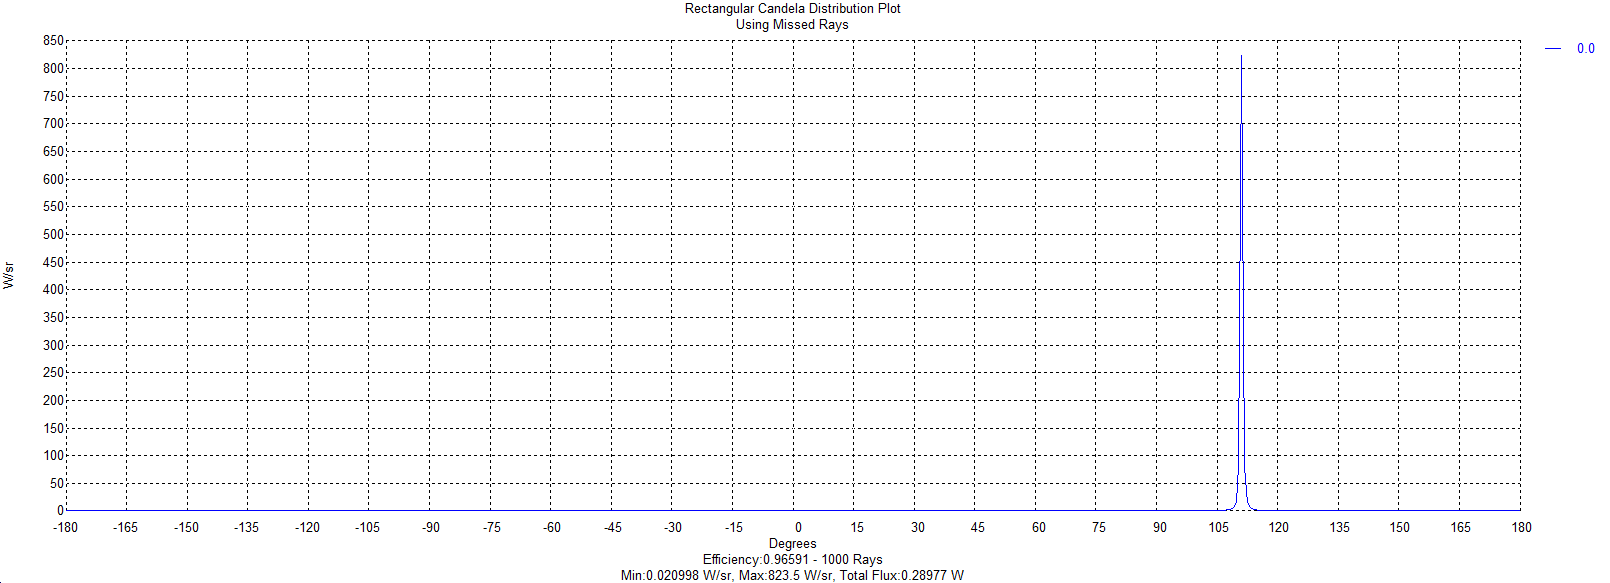 Rectangular Candela Distribution Plot
Using Missed Rays
850
800
750
700
650
600
550
500
450
400
350
300
250
200
150
100
50
0
W/sr
0.0
-180 -165 -150 -135 -120 -105 -90 -75 -60 -45 -30 -15 0 15 30 45 60 75 90 105 120 135 150 165 180
Degrees
Efficiency:0.96591 - 1000 Rays
Min:0.020998 W/sr, Max:823.5 W/sr, Total Flux:0.28977 W